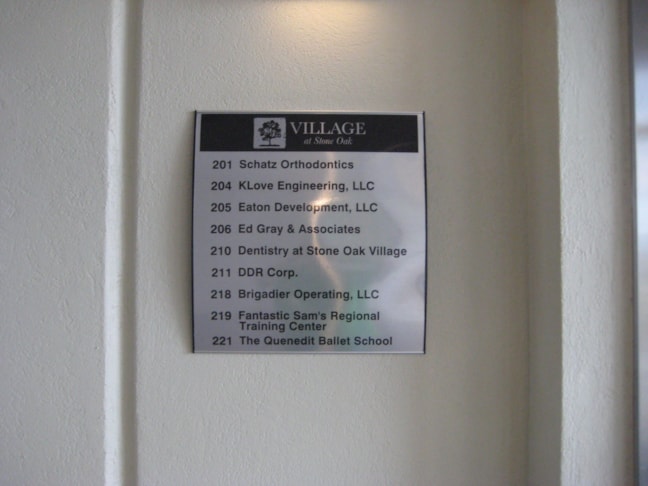 VILLAGE
at Stone Oak
201 Schatz Orthodontics
204 KLove Engineering, LLC
205 Eaton Development, LLC
206 Ed Gray & Associates
210 Dentistry at Stone Oak Village
211 DDR Corp.
218 Brigadier Operating, LLC
219 Fantastic Sam's Regional
Training Center
221 The Quenedit Ballet School